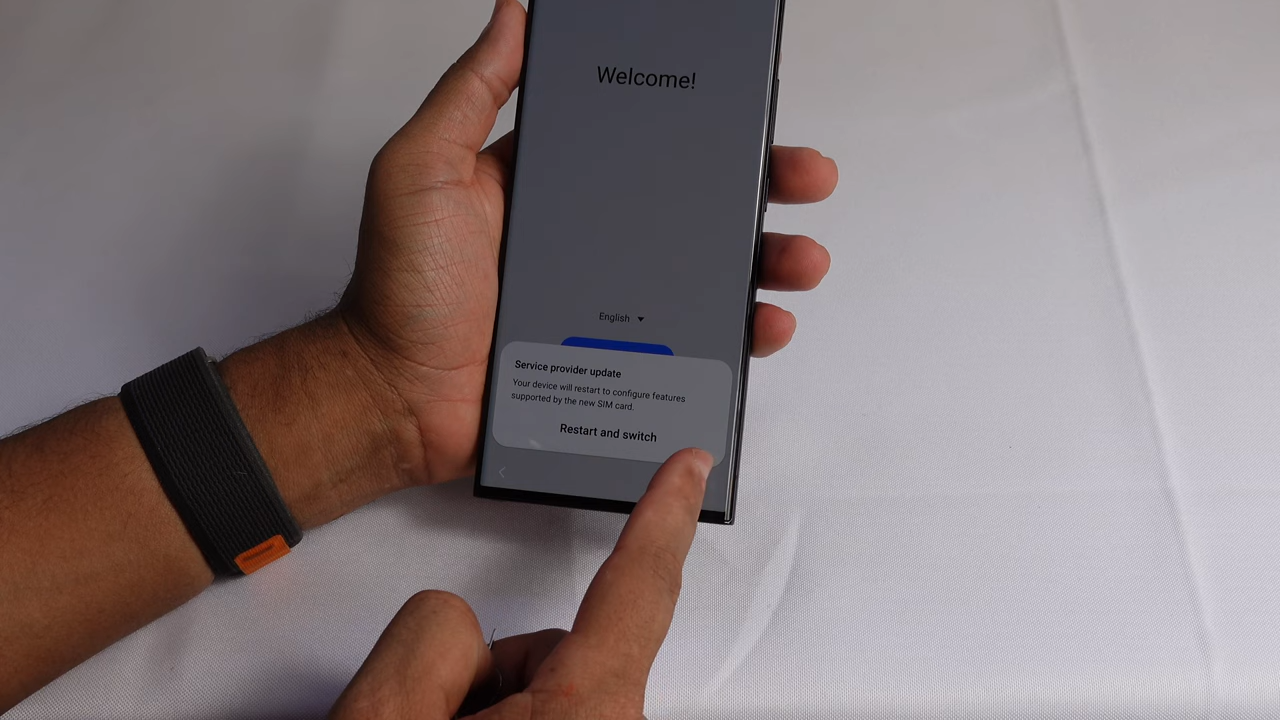 Welcome!
English
Service provider update
Your device will restart to configure features
supported by the new SIM card.
Restart and switch